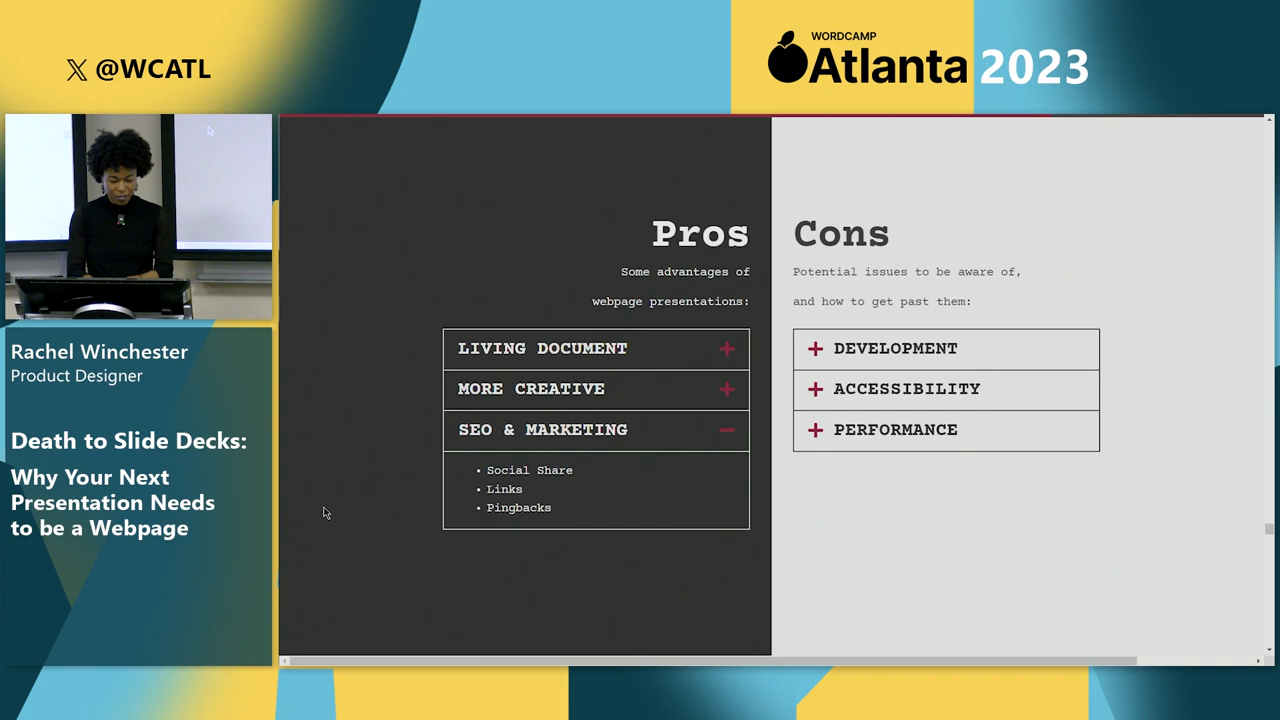 𝕏 @WCATL
WORDCAMP
Atlanta 2023
Rachel Winchester
Product Designer
Death to Slide Decks:
Why Your Next
Presentation Needs
to be a Webpage
Pros
Some advantages of
webpage presentations:
LIVING DOCUMENT +
MORE CREATIVE +
SEO & MARKETING −
• Social Share
• Links
• Pingbacks
Cons
Potential issues to be aware of,
and how to get past them:
+ DEVELOPMENT
+ ACCESSIBILITY
+ PERFORMANCE